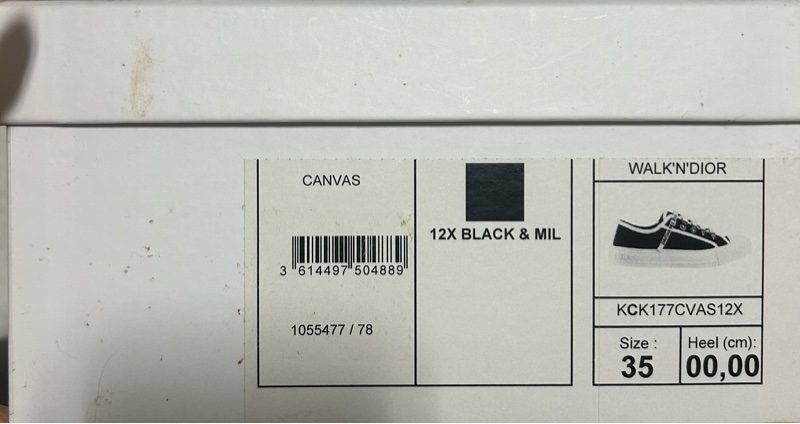 CANVAS
3 614497 504889
1055477 / 78
12X BLACK & MIL
WALK'N'DIOR
KCK177CVAS12X
Size :
35
Heel (cm):
00,00